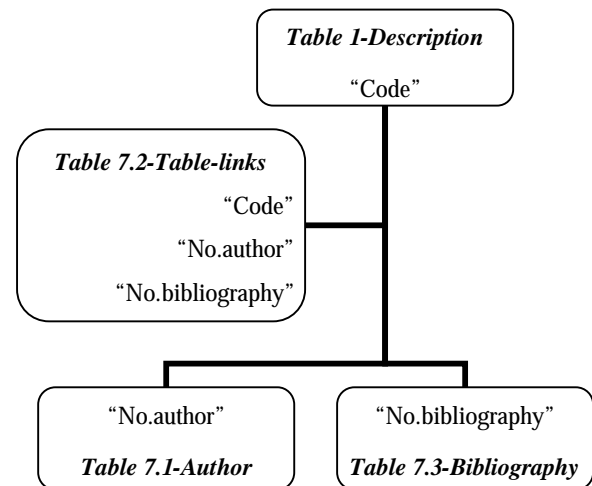 Table 1-Description
“Code”
Table 7.2-Table-links
“Code”
“No.author”
“No.bibliography”
“No.author”
Table 7.1-Author
“No.bibliography”
Table 7.3-Bibliography